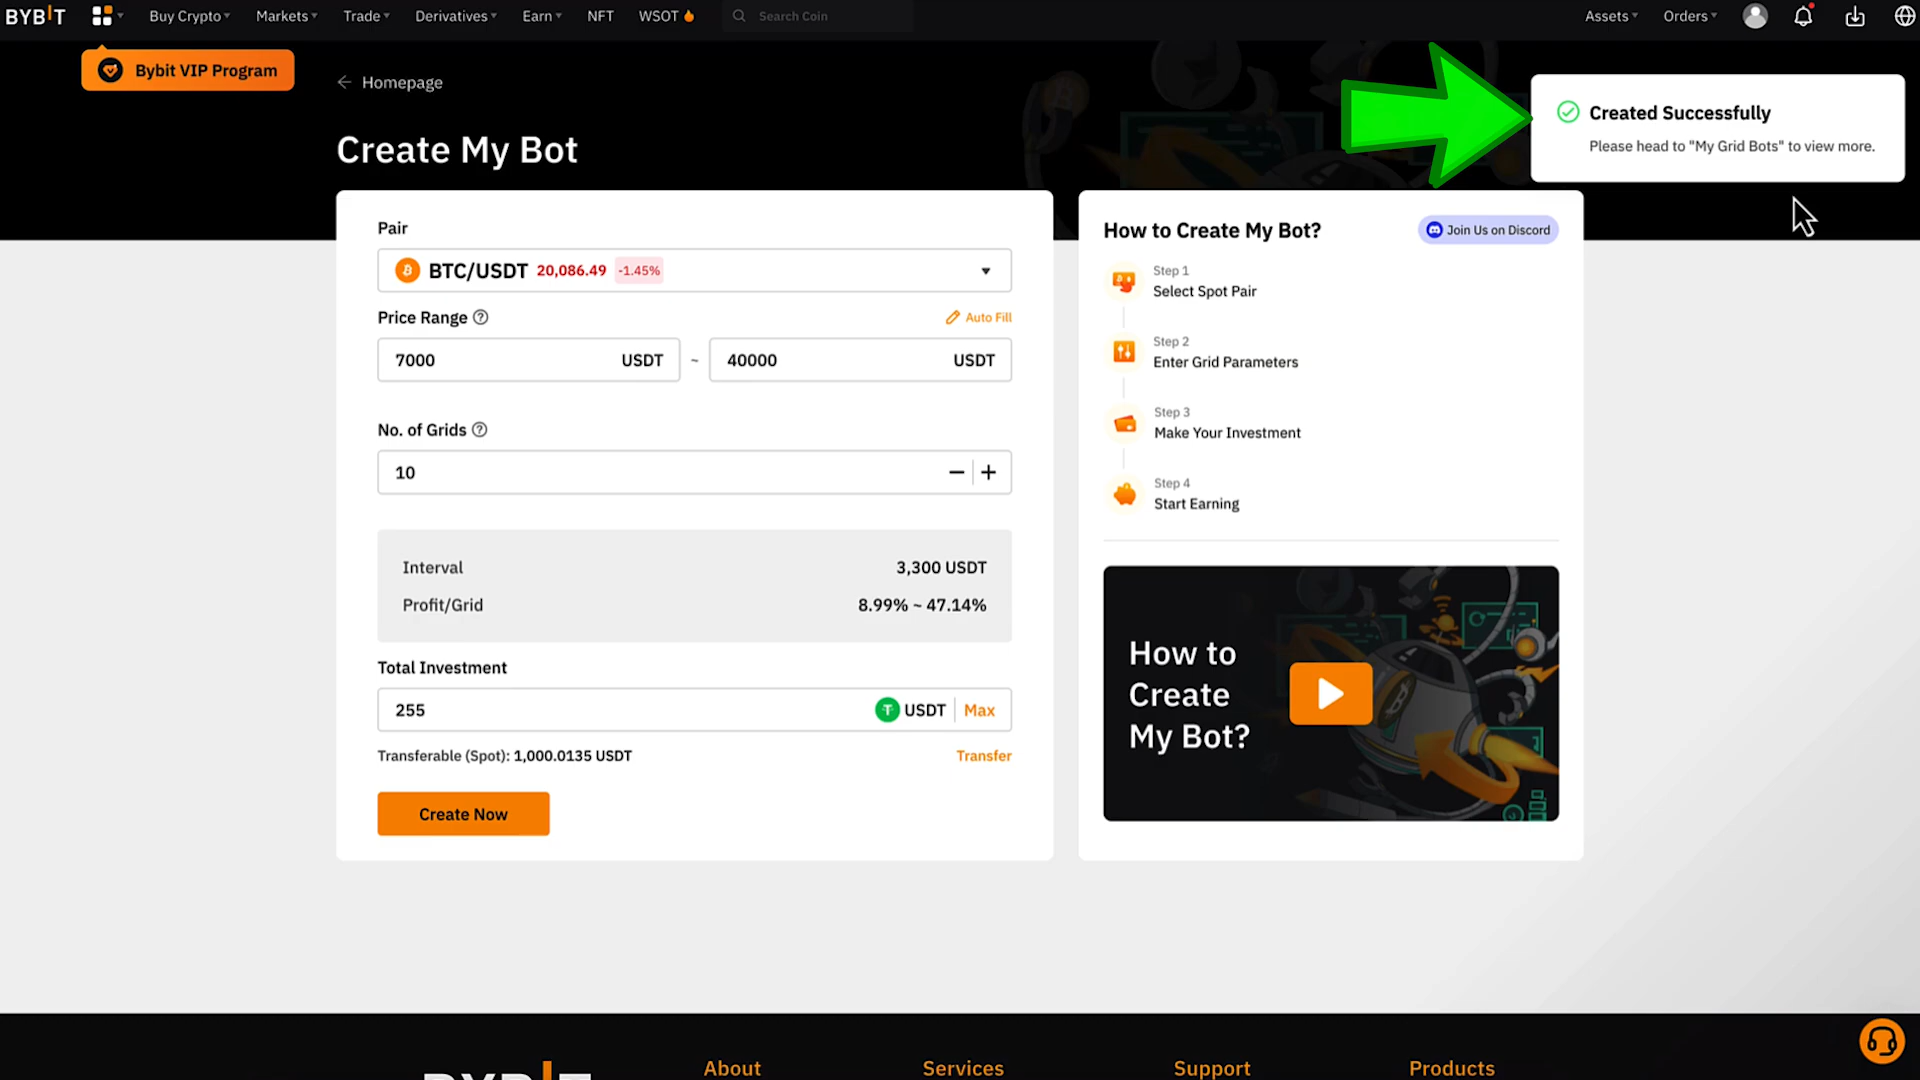 BYBIT
Buy Crypto
Markets
Trade
Derivatives
Earn
NFT
WSOT
Search Coin
Assets
Orders
Bybit VIP Program
Homepage
Created Successfully
Please head to "My Grid Bots" to view more.
Create My Bot
Pair
BTC/USDT 20,086.49 -1.45%
Price Range
Auto Fill
7000 USDT ~ 40000 USDT
No. of Grids
10
Interval 3,300 USDT
Profit/Grid 8.99% ~ 47.14%
Total Investment
255 USDT Max
Transferable (Spot): 1,000.0135 USDT Transfer
Create Now
How to Create My Bot?
Join Us on Discord
Step 1
Select Spot Pair
Step 2
Enter Grid Parameters
Step 3
Make Your Investment
Step 4
Start Earning
How to
Create
My Bot?
BYBIT
About
Services
Support
Products